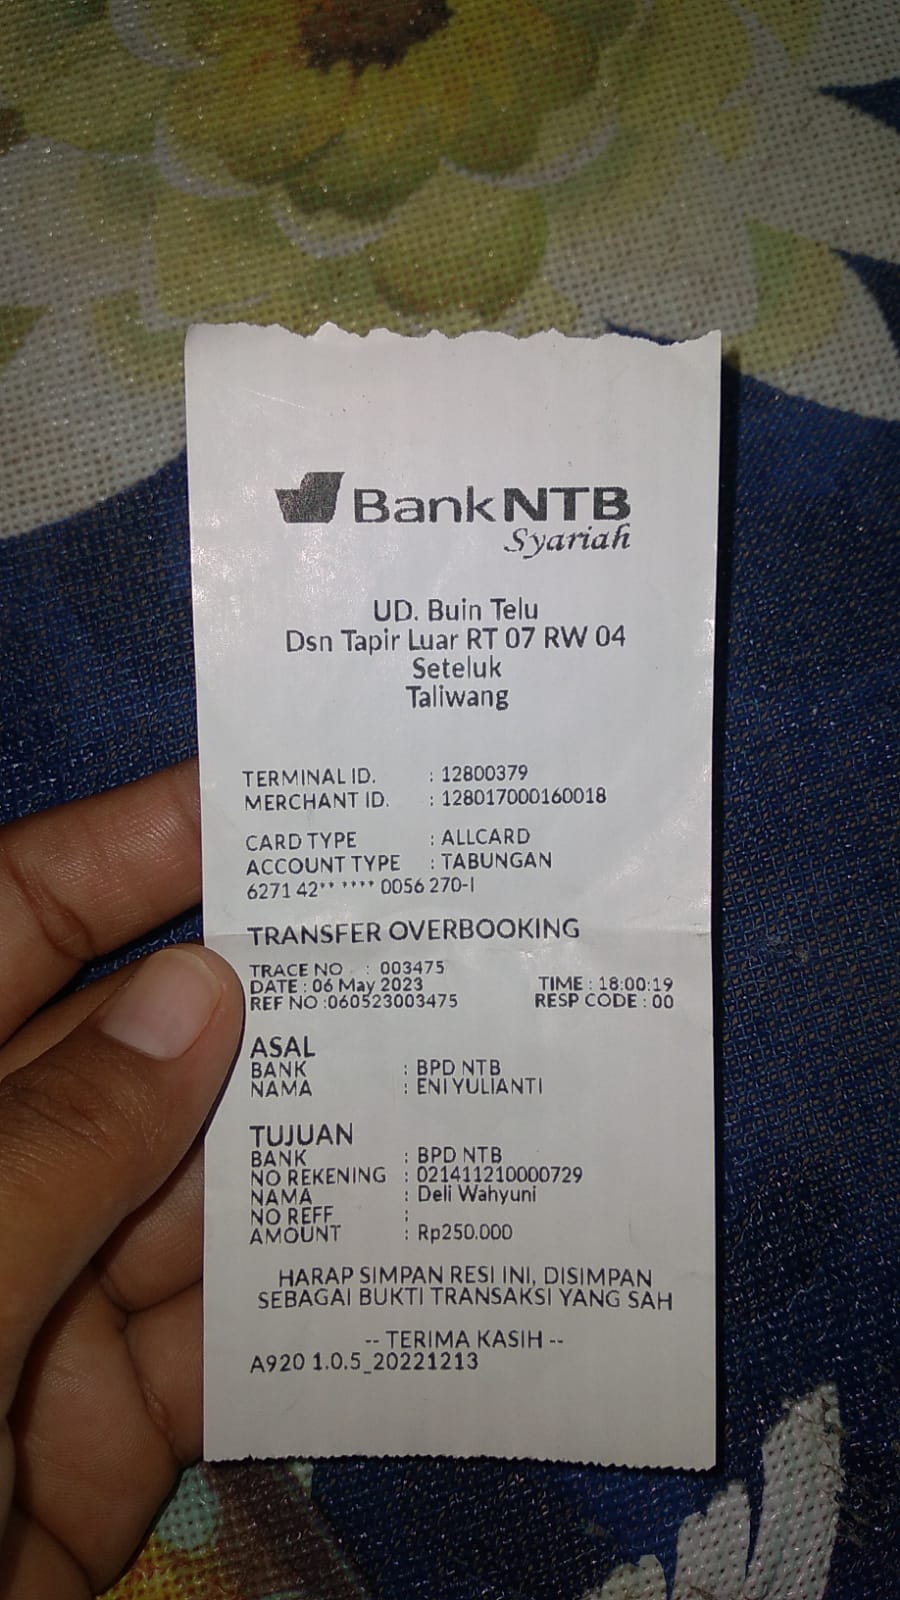 BankNTB
Syariah
UD. Buin Telu
Dsn Tapir Luar RT 07 RW 04
Seteluk
Taliwang
TERMINAL ID. : 12800379
MERCHANT ID. : 128017000160018
CARD TYPE : ALLCARD
ACCOUNT TYPE : TABUNGAN
6271 42** **** 0056 270-I
TRANSFER OVERBOOKING
TRACE NO : 003475
DATE : 06 May 2023 TIME : 18:00:19
REF NO :060523003475 RESP CODE : 00
ASAL
BANK : BPD NTB
NAMA : ENI YULIANTI
TUJUAN
BANK : BPD NTB
NO REKENING : 021411210000729
NAMA : Deli Wahyuni
NO REFF :
AMOUNT : Rp250.000
HARAP SIMPAN RESI INI, DISIMPAN
SEBAGAI BUKTI TRANSAKSI YANG SAH
-- TERIMA KASIH --
A920 1.0.5_20221213